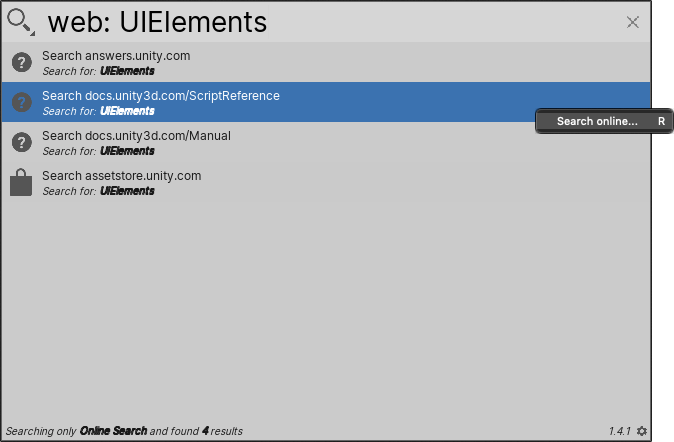 web: UIElements
Search answers.unity.com
Search for: UIElements
Search docs.unity3d.com/ScriptReference
Search for: UIElements
Search online... R
Search docs.unity3d.com/Manual
Search for: UIElements
Search assetstore.unity.com
Search for: UIElements
Searching only Online Search and found 4 results 1.4.1